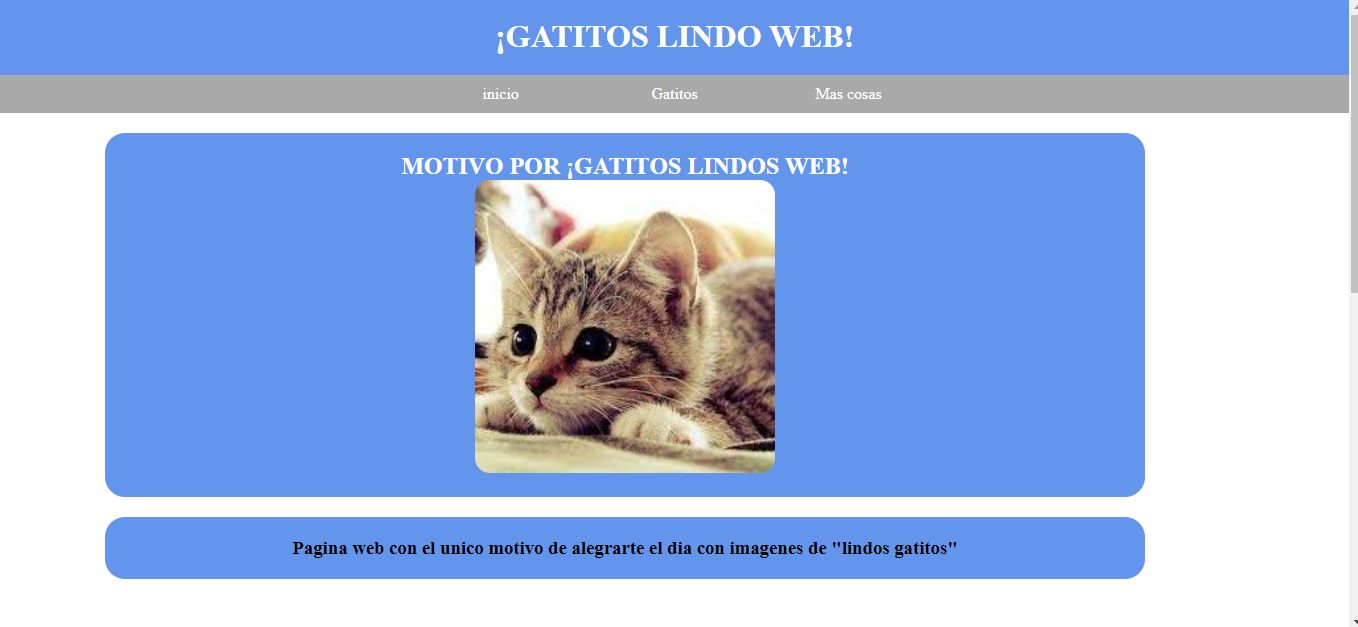 ¡GATITOS LINDO WEB!
inicio
Gatitos
Mas cosas
MOTIVO POR ¡GATITOS LINDOS WEB!
Pagina web con el unico motivo de alegrarte el dia con imagenes de "lindos gatitos"